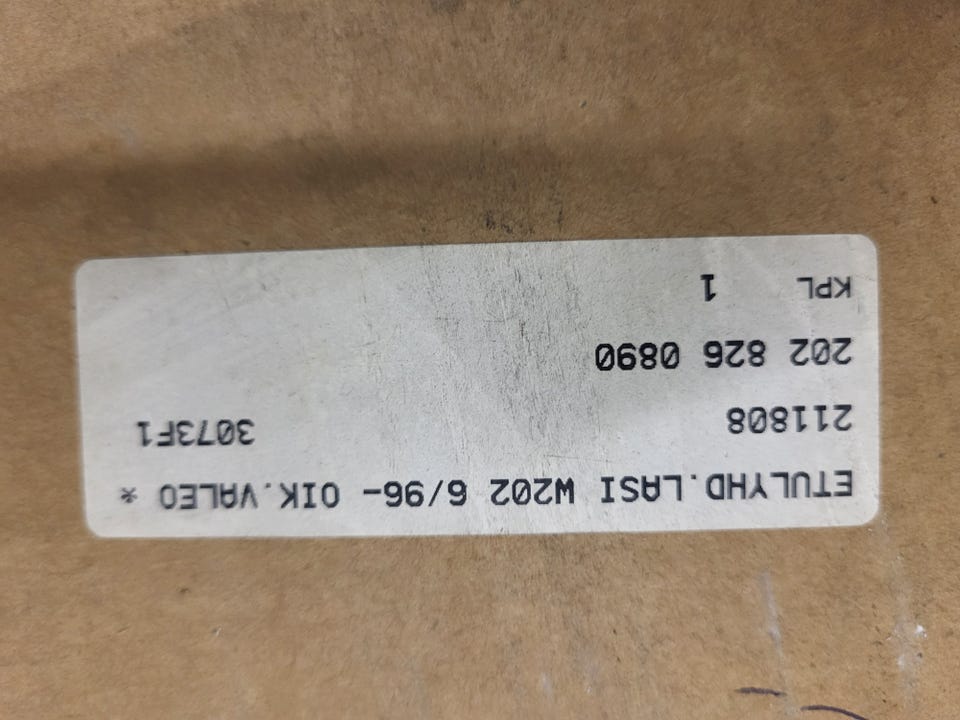 ETULYHD.LASI W202 6/96- OIK.VALEO *
211808 3073F1
202 826 0890
KPL 1